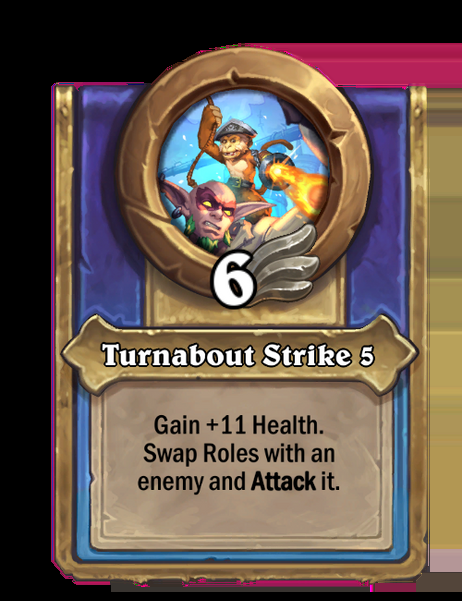 6
Turnabout Strike 5
Gain +11 Health.
Swap Roles with an
enemy and Attack it.